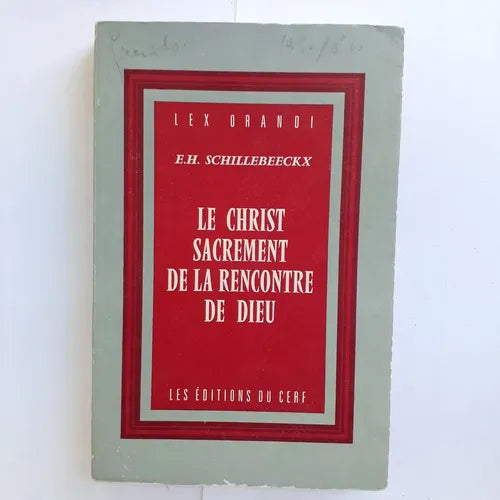 LEX ORANDI
E.H. SCHILLEBEECKX
LE CHRIST
SACREMENT
DE LA RENCONTRE
DE DIEU
LES ÉDITIONS DU CERF